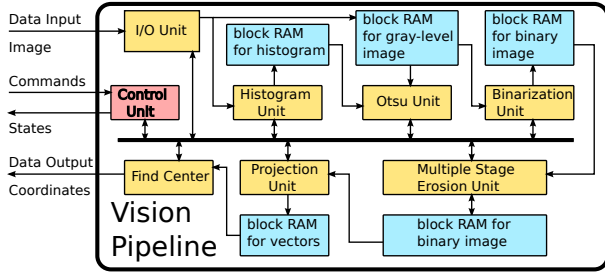 Data Input
Image
Commands
States
Data Output
Coordinates
I/O Unit
block RAM
for histogram
block RAM
for gray-level
image
block RAM
for binary
image
Control
Unit
Histogram
Unit
Otsu Unit
Binarization
Unit
Find Center
Projection
Unit
Multiple Stage
Erosion Unit
Vision
Pipeline
block RAM
for vectors
block RAM for
binary image